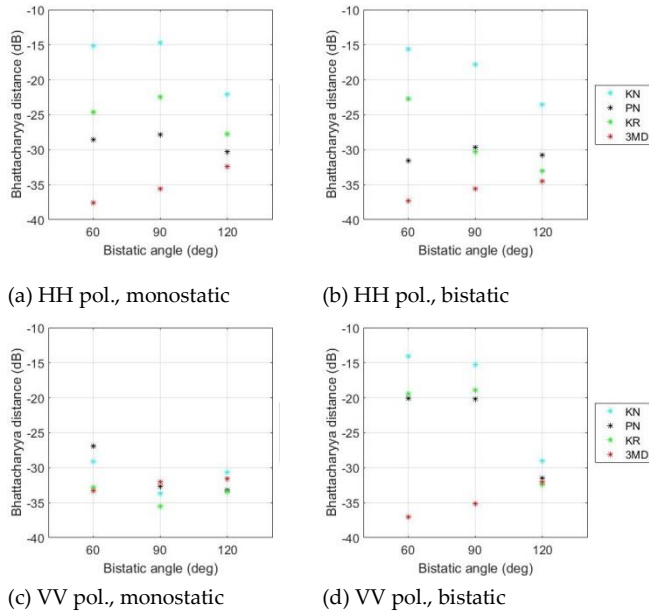 -10
-15
-20
-25
-30
-35
-40
Bhattacharyya distance (dB)
60 90 120
Bistatic angle (deg)
(a) HH pol., monostatic
-10
-15
-20
-25
-30
-35
-40
Bhattacharyya distance (dB)
60 90 120
Bistatic angle (deg)
KN
PN
KR
3MD
(b) HH pol., bistatic
-10
-15
-20
-25
-30
-35
-40
Bhattacharyya distance (dB)
60 90 120
Bistatic angle (deg)
(c) VV pol., monostatic
-10
-15
-20
-25
-30
-35
-40
Bhattacharyya distance (dB)
60 90 120
Bistatic angle (deg)
KN
PN
KR
3MD
(d) VV pol., bistatic